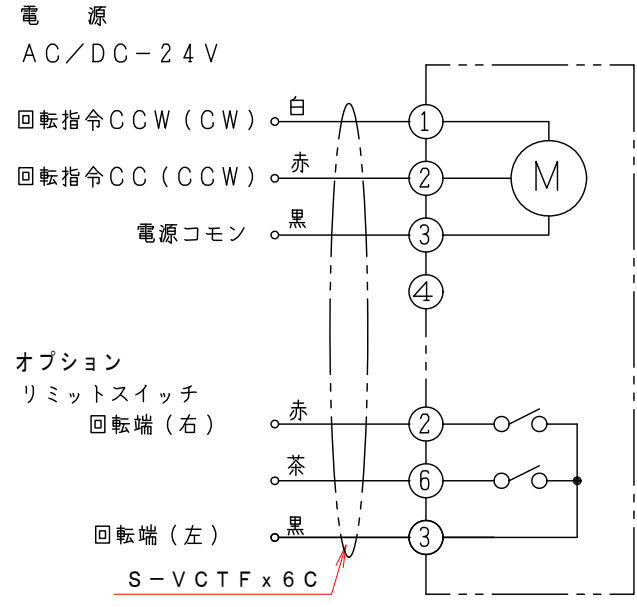 電 源
AC/DC-24V
回転指令CCW(CW) 白 1
回転指令CC(CCW) 赤 2 M
電源コモン 黒 3
4
オプション
リミットスイッチ
回転端(右) 赤 2
茶 6
回転端(左) 黒 3
S-VCTFx6C